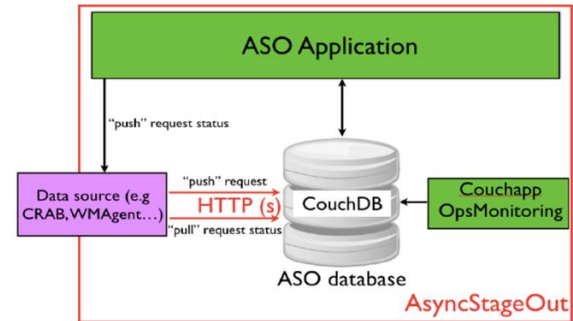 ASO Application
"push" request status
"push" request
Data source (e.g
CRAB, WMAgent...)
HTTP (s)
CouchDB
Couchapp
OpsMonitoring
"pull" request status
ASO database
AsyncStageOut